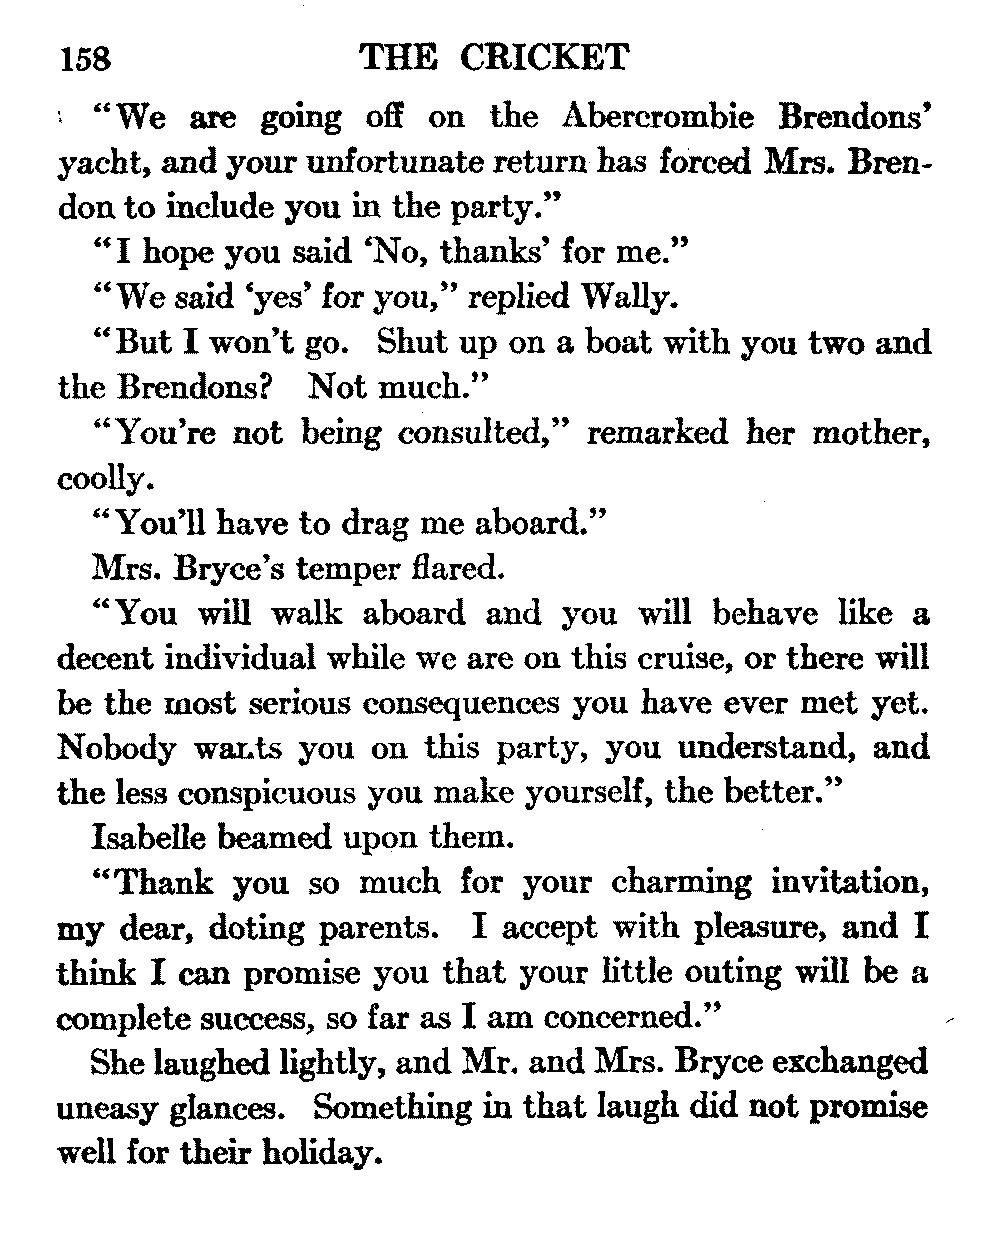 158 THE CRICKET
“We are going off on the Abercrombie Brendons’
yacht, and your unfortunate return has forced Mrs. Bren-
don to include you in the party.”
“I hope you said ‘No, thanks’ for me.”
“We said ‘yes’ for you,” replied Wally.
“But I won’t go. Shut up on a boat with you two and
the Brendons? Not much.”
“You’re not being consulted,” remarked her mother,
coolly.
“You’ll have to drag me aboard.”
Mrs. Bryce’s temper flared.
“You will walk aboard and you will behave like a
decent individual while we are on this cruise, or there will
be the most serious consequences you have ever met yet.
Nobody wants you on this party, you understand, and
the less conspicuous you make yourself, the better.”
Isabelle beamed upon them.
“Thank you so much for your charming invitation,
my dear, doting parents. I accept with pleasure, and I
think I can promise you that your little outing will be a
complete success, so far as I am concerned.”
She laughed lightly, and Mr. and Mrs. Bryce exchanged
uneasy glances. Something in that laugh did not promise
well for their holiday.